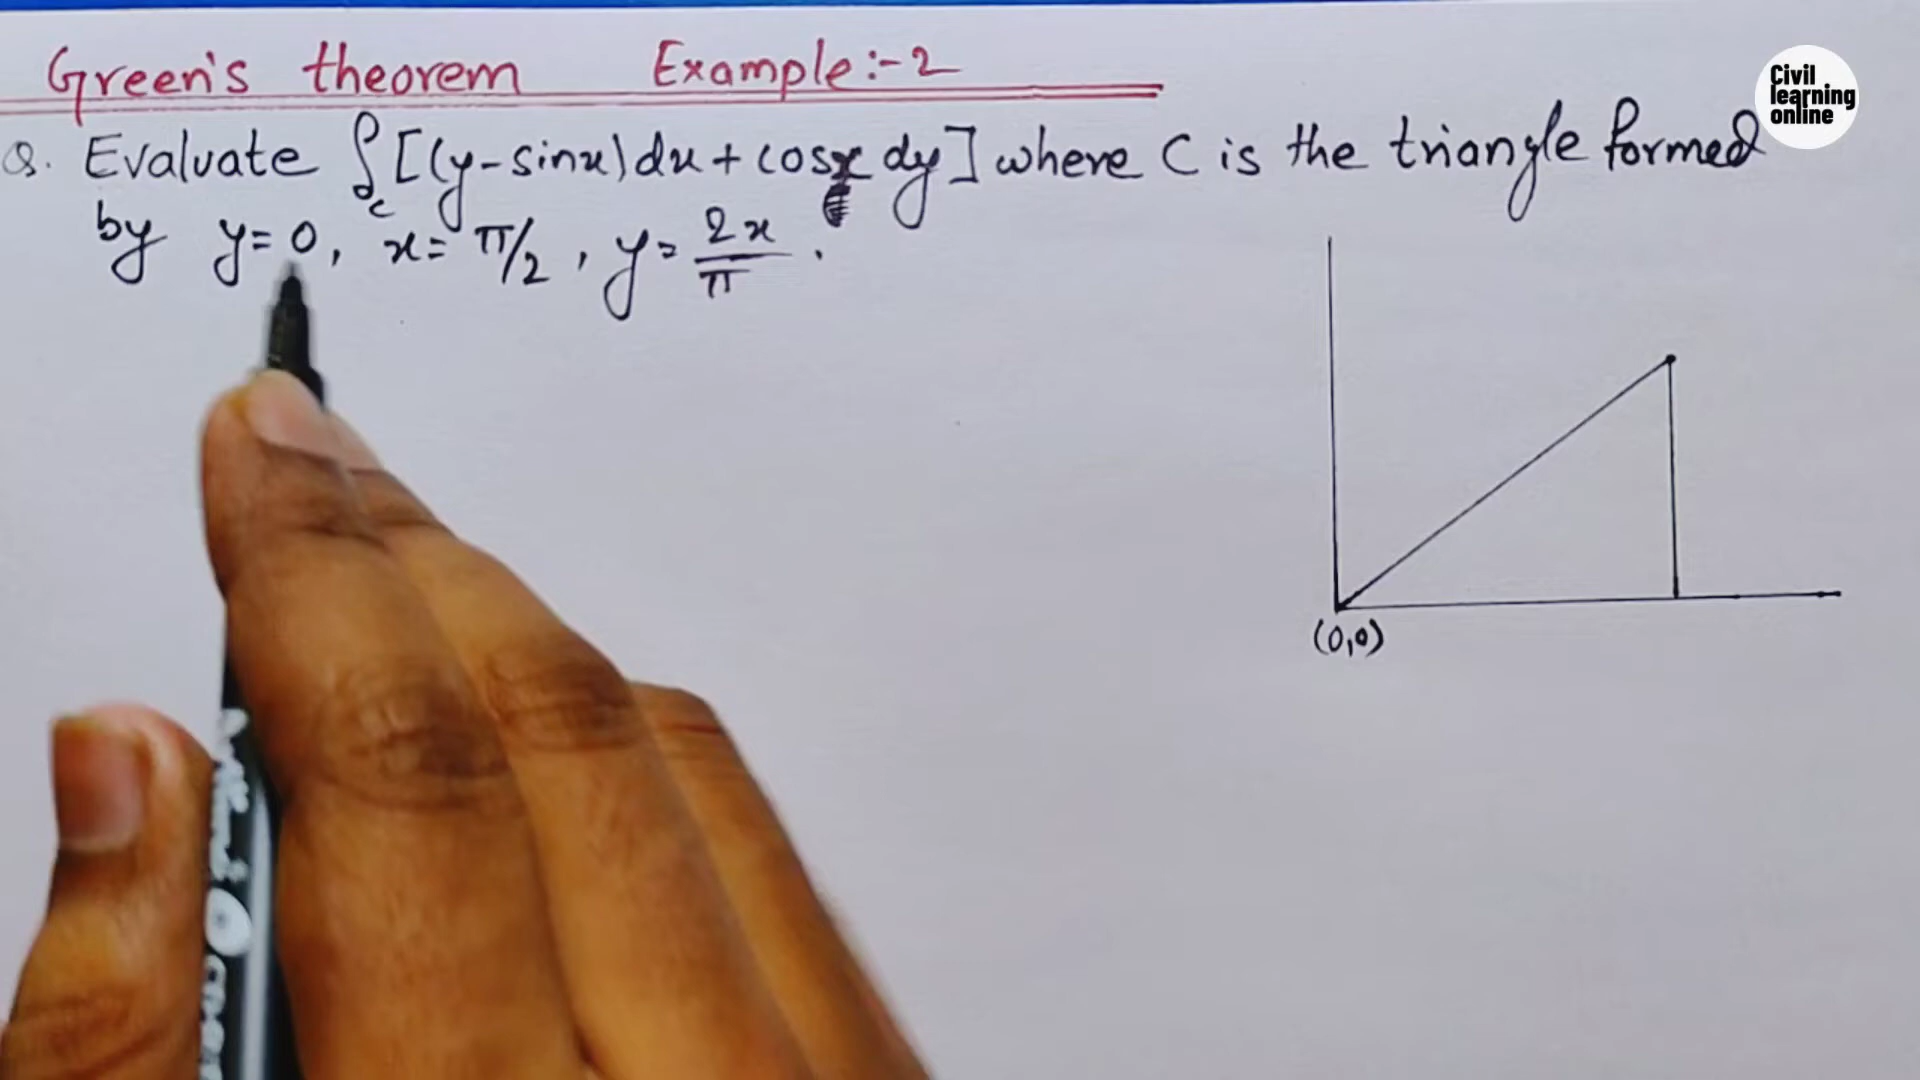 Green's theorem Example:-2
Q. Evaluate ∫c [(y-sinx)dx + cosx dy] where C is the triangle formed
by y=0, x=π/2, y=2x/π.
(0,0)
Civil
learning
online